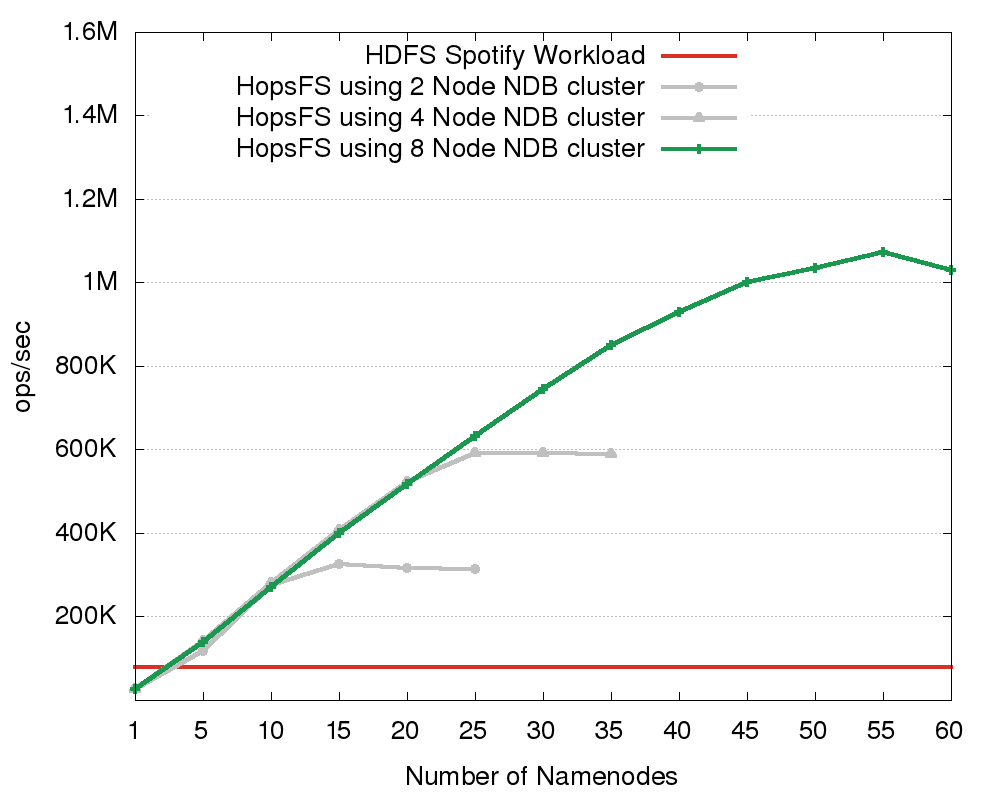 1.6M
1.4M
1.2M
1M
800K
600K
400K
200K
ops/sec
HDFS Spotify Workload
HopsFS using 2 Node NDB cluster
HopsFS using 4 Node NDB cluster
HopsFS using 8 Node NDB cluster
1 5 10 15 20 25 30 35 40 45 50 55 60
Number of Namenodes